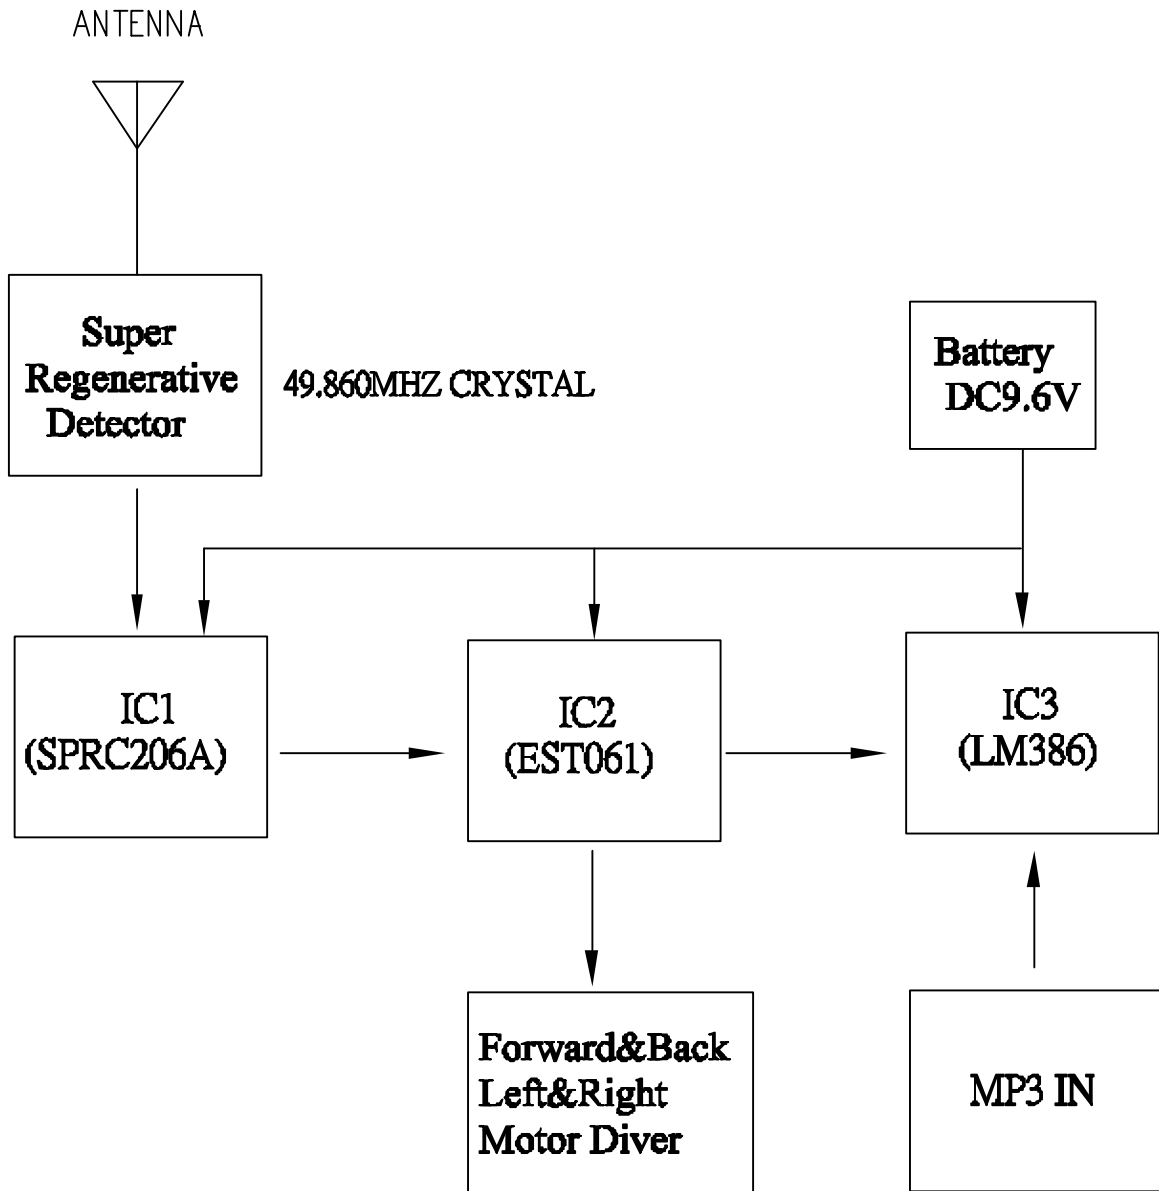 ANTENNA
Super
Regenerative
Detector
49.860MHZ CRYSTAL
Battery
DC9.6V
IC1
(SPRC206A)
IC2
(EST061)
IC3
(LM386)
Forward&Back
Left&Right
Motor Diver
MP3 IN